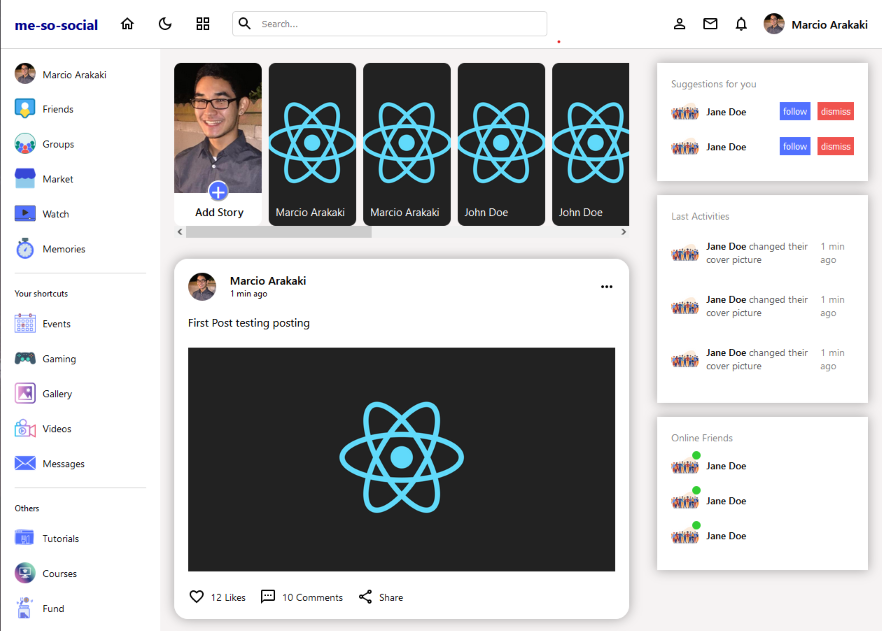 me-so-social
Search...
Marcio Arakaki
Marcio Arakaki
Friends
Groups
Market
Watch
Memories
Your shortcuts
Events
Gaming
Gallery
Videos
Messages
Others
Tutorials
Courses
Fund
Add Story
Marcio Arakaki
Marcio Arakaki
John Doe
John Doe
Marcio Arakaki
1 min ago
First Post testing posting
12 Likes
10 Comments
Share
Suggestions for you
Jane Doe follow dismiss
Jane Doe follow dismiss
Last Activities
Jane Doe changed their 1 min
cover picture ago
Jane Doe changed their 1 min
cover picture ago
Jane Doe changed their 1 min
cover picture ago
Online Friends
Jane Doe
Jane Doe
Jane Doe